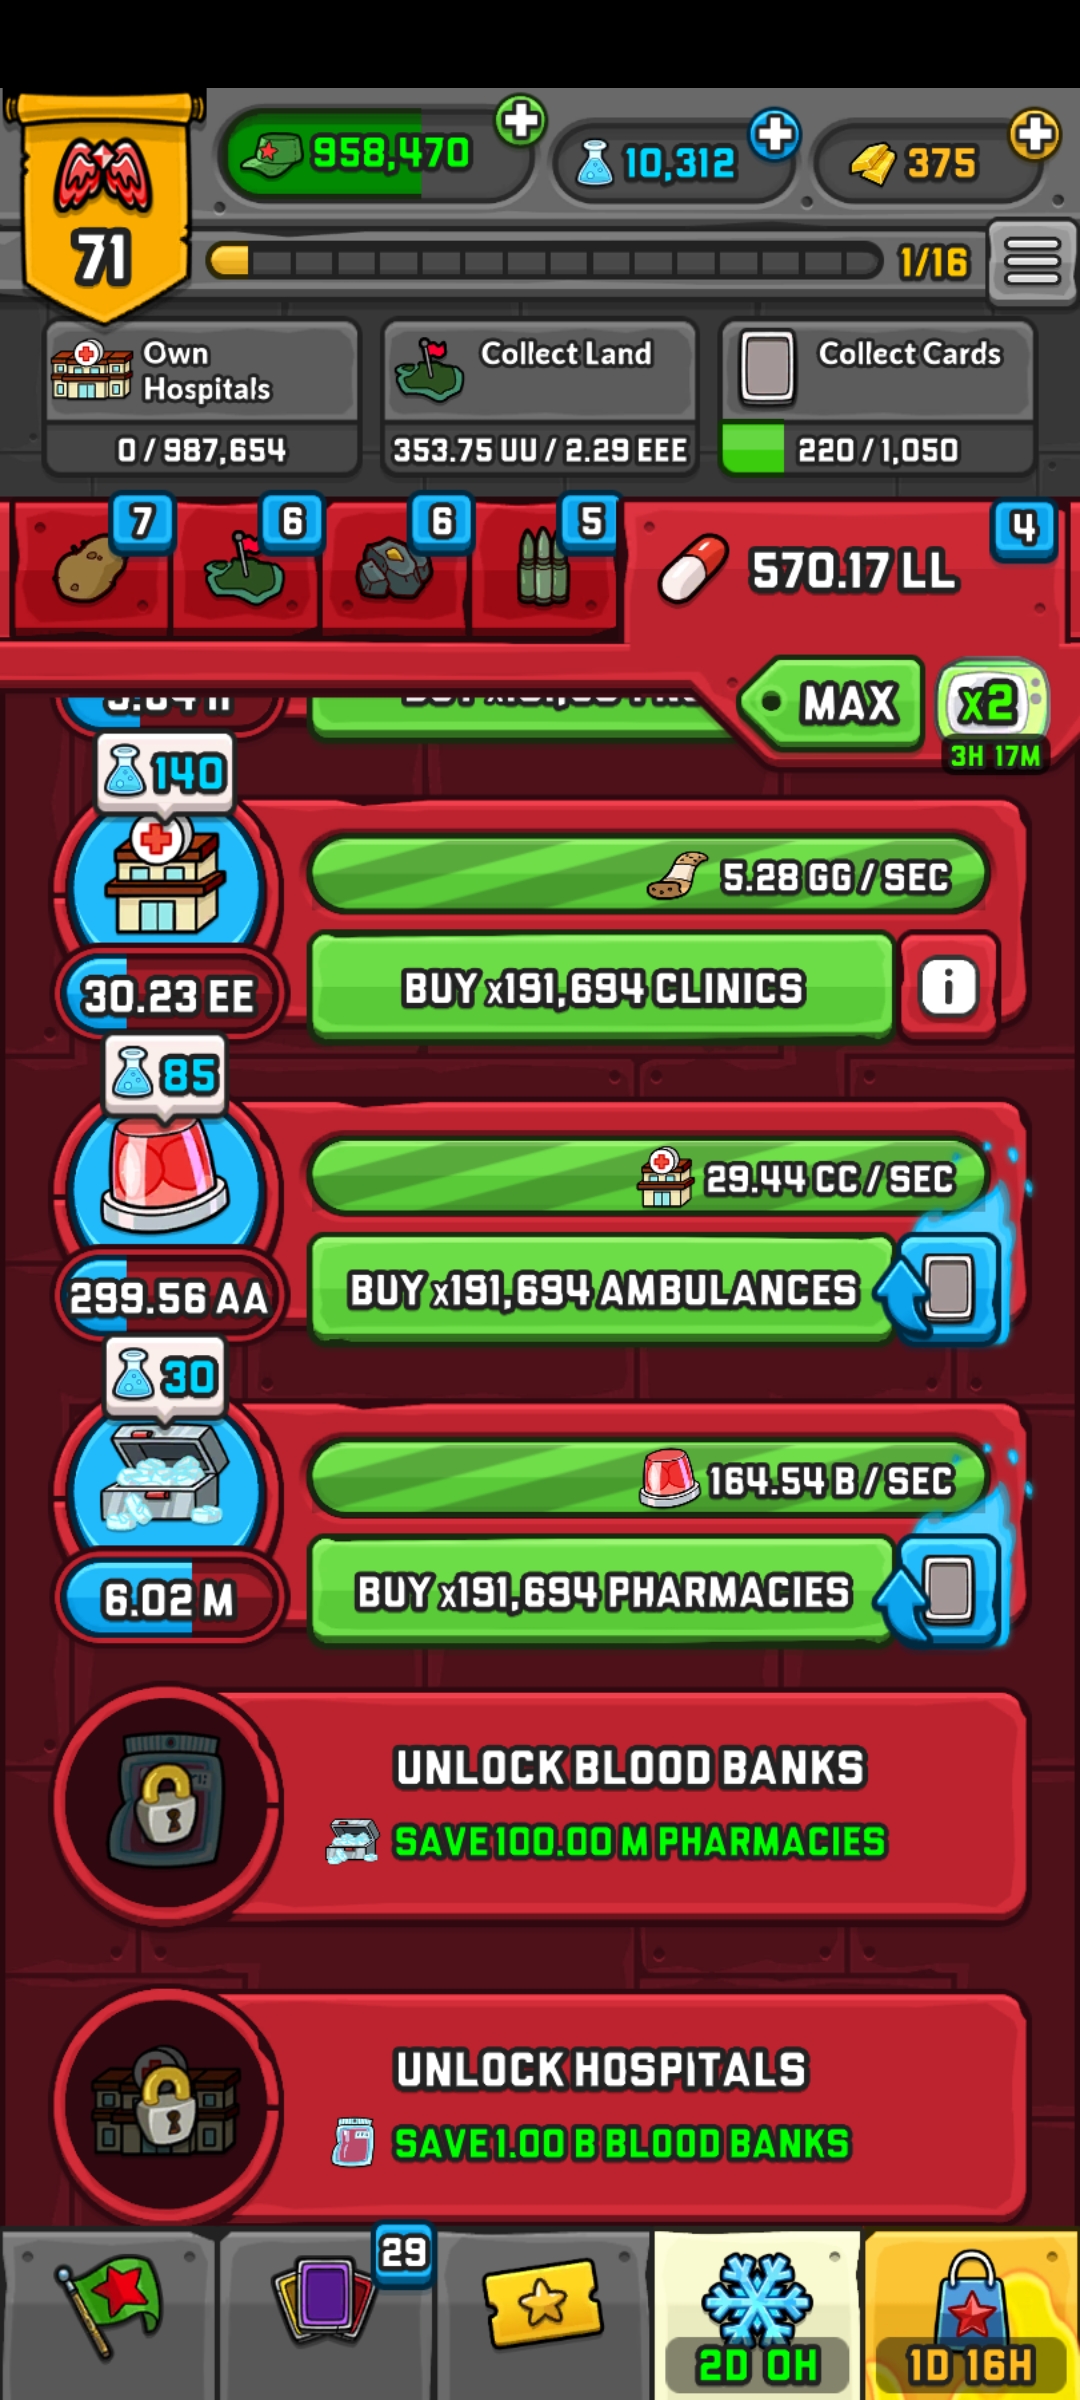 71
958,470
10,312
375
1/16
Own
Hospitals
0 / 987,654
Collect Land
353.75 UU / 2.29 EEE
Collect Cards
220 / 1,050
7
6
6
5
4
570.17 LL
MAX
x2
3H 17M
140
5.28 GG / SEC
30.23 EE
BUY x191,694 CLINICS
i
85
29.44 CC / SEC
299.56 AA
BUY x191,694 AMBULANCES
30
164.54 B / SEC
6.02 M
BUY x191,694 PHARMACIES
UNLOCK BLOOD BANKS
SAVE 100.00 M PHARMACIES
UNLOCK HOSPITALS
SAVE 1.00 B BLOOD BANKS
29
2D 0H
1D 16H